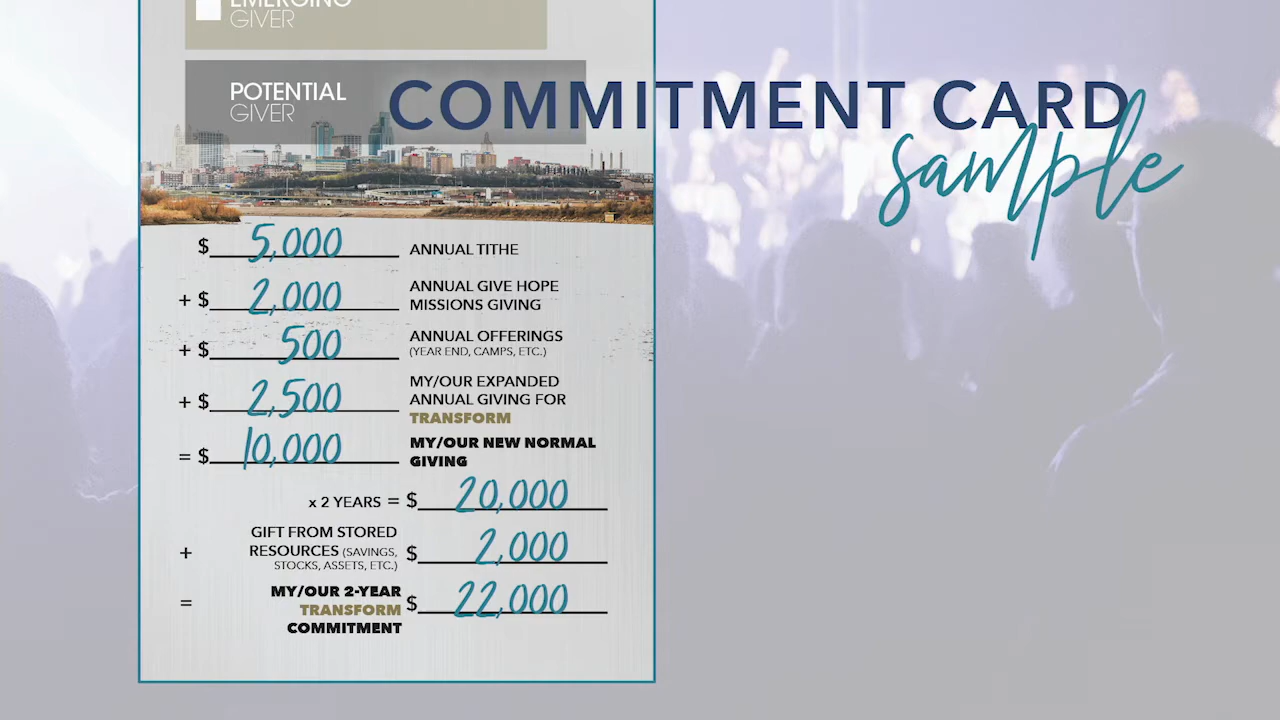 EMERGING
GIVER
POTENTIAL
GIVER
COMMITMENT CARD
sample
$ 5,000 ANNUAL TITHE
+ $ 2,000 ANNUAL GIVE HOPE
MISSIONS GIVING
+ $ 500 ANNUAL OFFERINGS
(YEAR END, CAMPS, ETC.)
+ $ 2,500 MY/OUR EXPANDED
ANNUAL GIVING FOR
TRANSFORM
= $ 10,000 MY/OUR NEW NORMAL
GIVING
x 2 YEARS = $ 20,000
GIFT FROM STORED
+ RESOURCES (SAVINGS, $ 2,000
STOCKS, ASSETS, ETC.)
MY/OUR 2-YEAR
= TRANSFORM $ 22,000
COMMITMENT